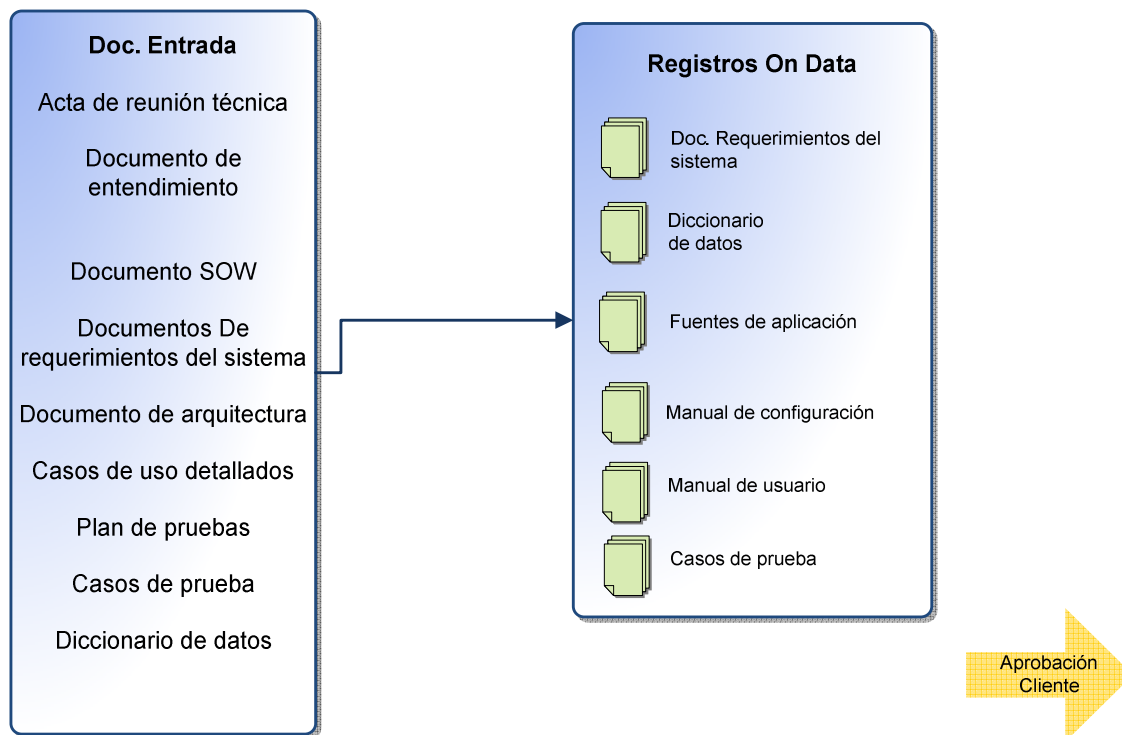 Doc. Entrada
Acta de reunión técnica
Documento de
entendimiento
Documento SOW
Documentos De
requerimientos del sistema
Documento de arquitectura
Casos de uso detallados
Plan de pruebas
Casos de prueba
Diccionario de datos
Registros On Data
Doc. Requerimientos del
sistema
Diccionario
de datos
Fuentes de aplicación
Manual de configuración
Manual de usuario
Casos de prueba
Aprobación
Cliente